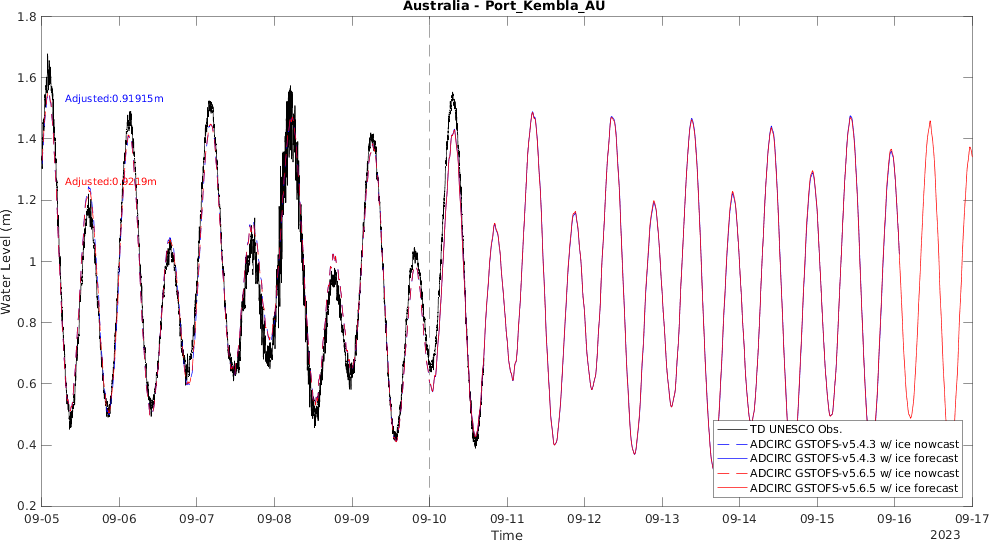 Australia - Port_Kembla_AU
1.8
1.6
1.4
1.2
1
0.8
0.6
0.4
0.2
Water Level (m)
Adjusted:0.91915m
Adjusted:0.9219m
TD UNESCO Obs.
ADCIRC GSTOFS-v5.4.3 w/ ice nowcast
ADCIRC GSTOFS-v5.4.3 w/ ice forecast
ADCIRC GSTOFS-v5.6.5 w/ ice nowcast
ADCIRC GSTOFS-v5.6.5 w/ ice forecast
09-05 09-06 09-07 09-08 09-09 09-10 09-11 09-12 09-13 09-14 09-15 09-16 09-17
Time
2023